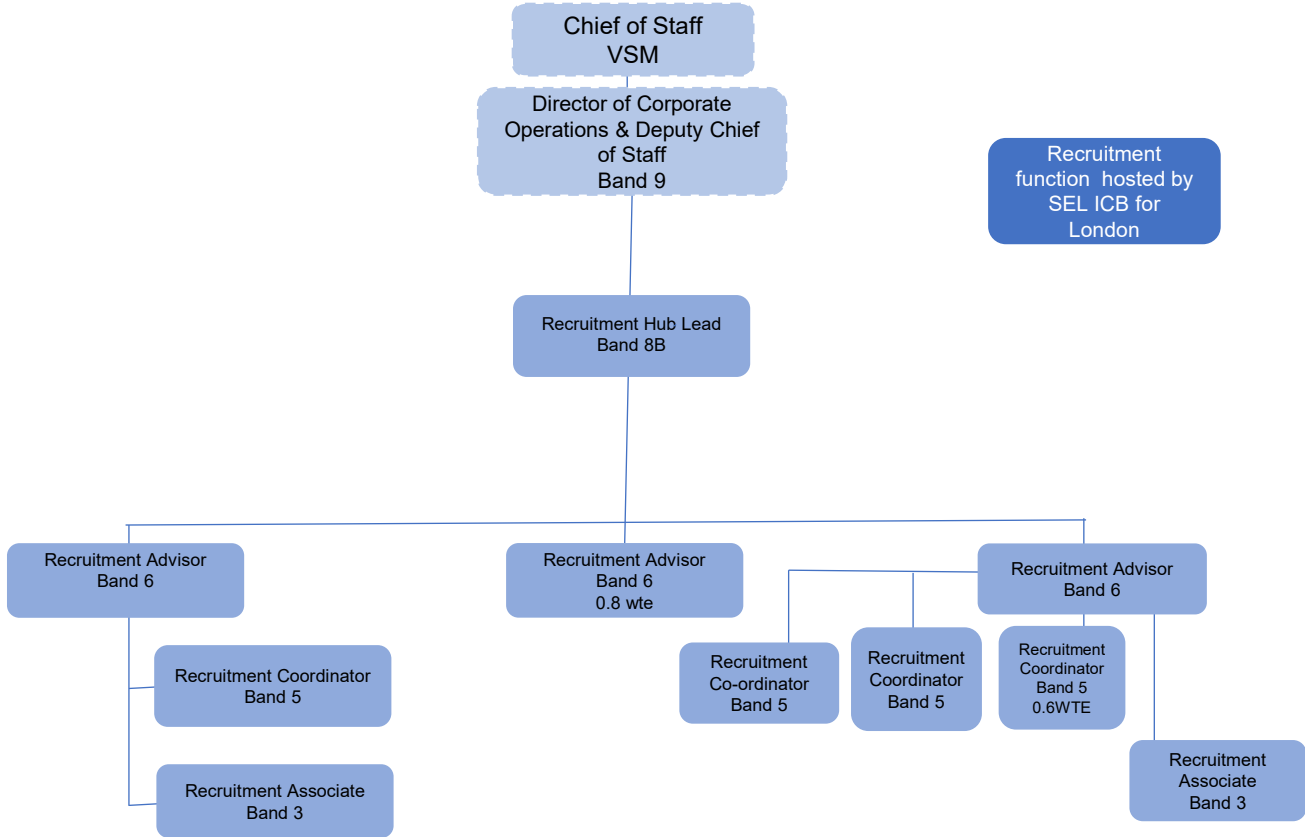 Chief of Staff
VSM
Director of Corporate
Operations & Deputy Chief
of Staff
Band 9
Recruitment
function hosted by
SEL ICB for
London
Recruitment Hub Lead
Band 8B
Recruitment Advisor
Band 6
Recruitment Advisor
Band 6
0.8 wte
Recruitment Advisor
Band 6
Recruitment Coordinator
Band 5
Recruitment
Co-ordinator
Band 5
Recruitment
Coordinator
Band 5
Recruitment
Coordinator
Band 5
0.6WTE
Recruitment Associate
Band 3
Recruitment
Associate
Band 3